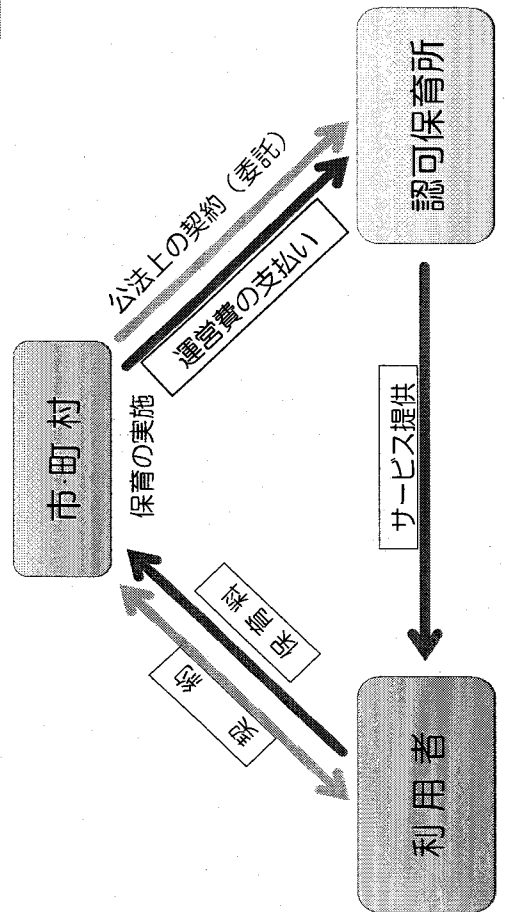 市・町村
保育の実施
公法上の契約（委託）
運営費の支払い
契約
保育料
サービス提供
利用者
認可保育所